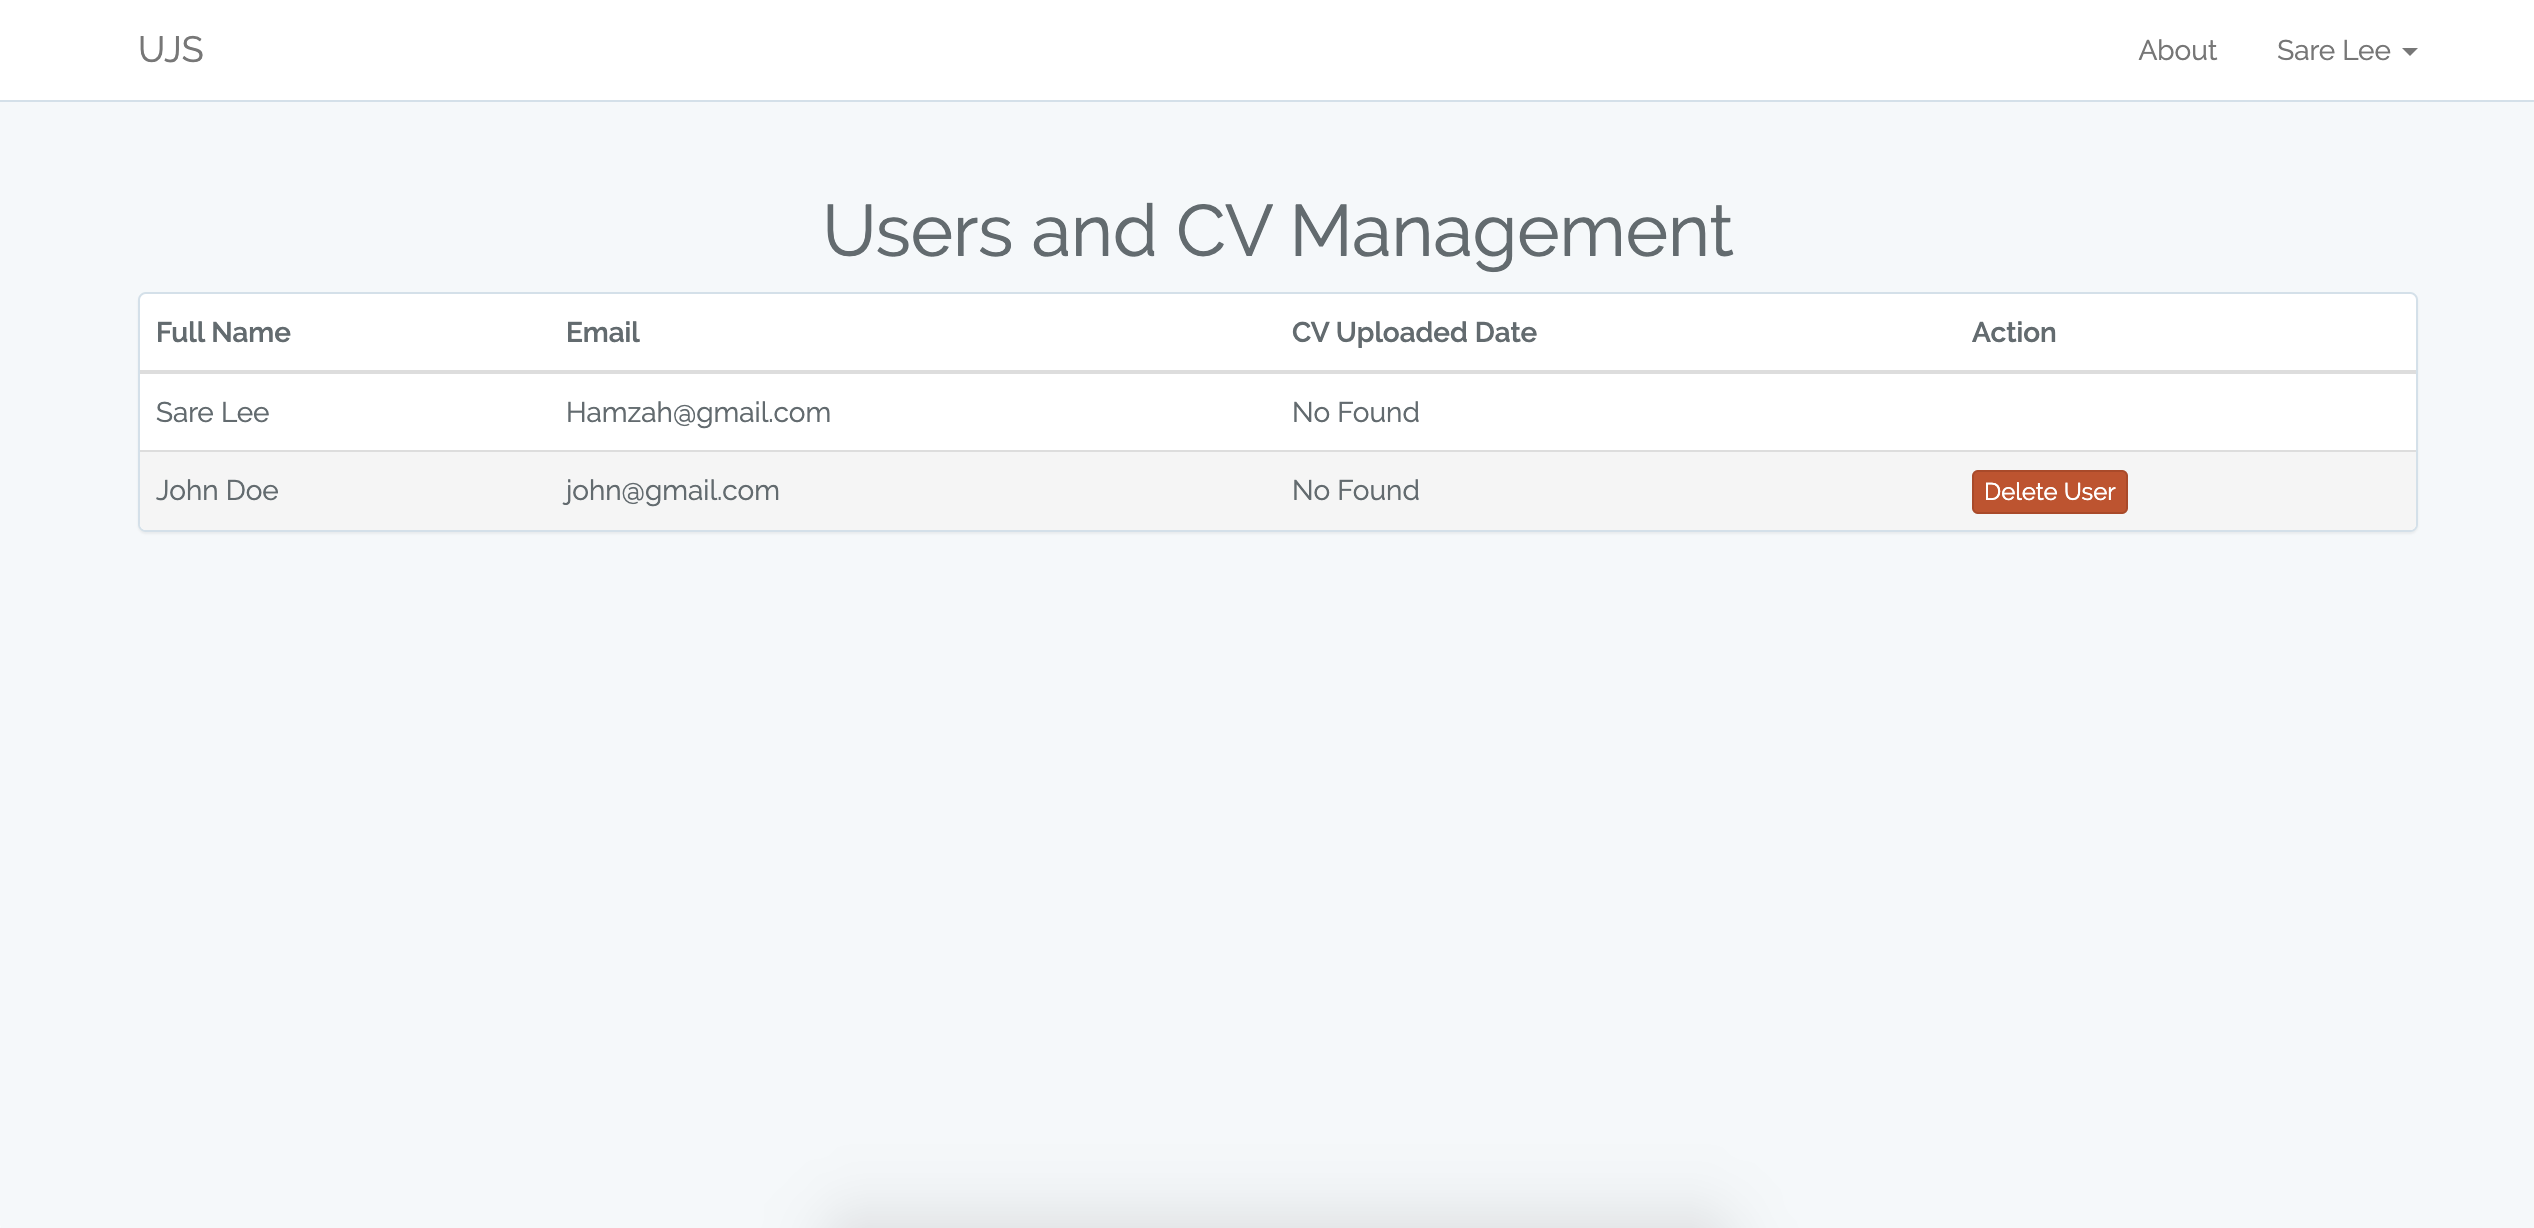 UJS About Sare Lee
Users and CV Management
Full Name Email CV Uploaded Date Action
Sare Lee Hamzah@gmail.com No Found
John Doe john@gmail.com No Found Delete User